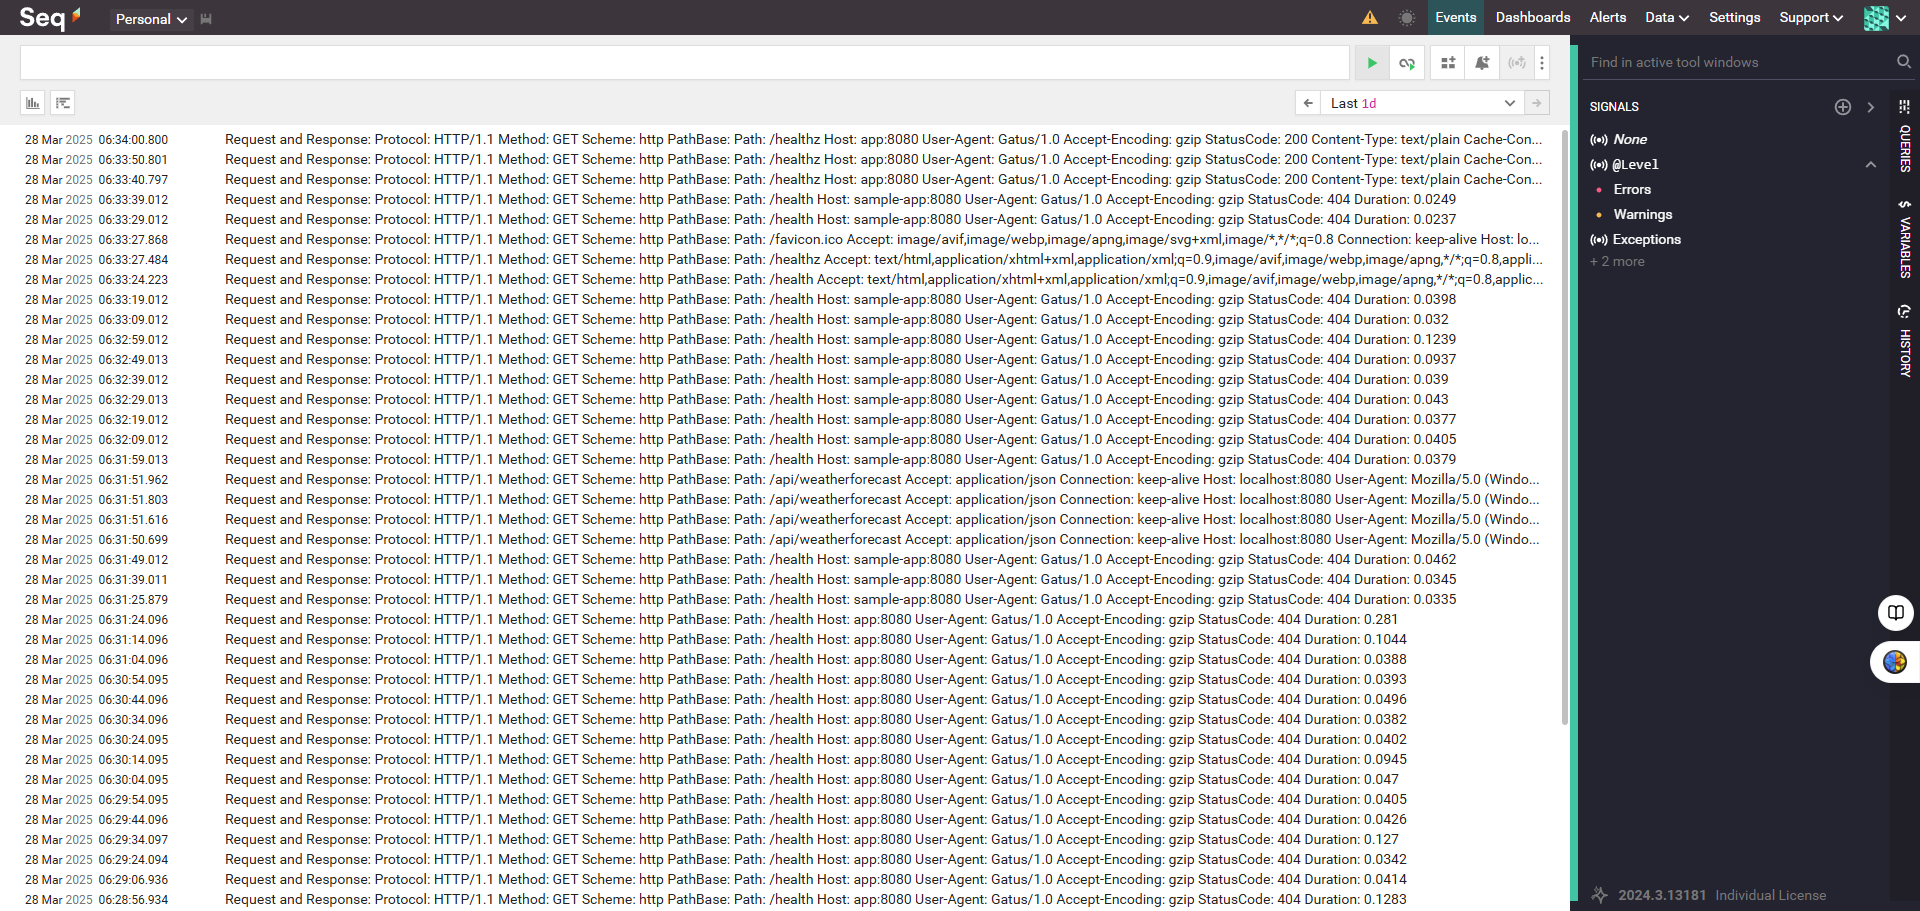 Seq
Personal
Events Dashboards Alerts Data Settings Support
Last 1d
28 Mar 2025 06:34:00.800 Request and Response: Protocol: HTTP/1.1 Method: GET Scheme: http PathBase: Path: /healthz Host: app:8080 User-Agent: Gatus/1.0 Accept-Encoding: gzip StatusCode: 200 Content-Type: text/plain Cache-Con...
28 Mar 2025 06:33:50.801 Request and Response: Protocol: HTTP/1.1 Method: GET Scheme: http PathBase: Path: /healthz Host: app:8080 User-Agent: Gatus/1.0 Accept-Encoding: gzip StatusCode: 200 Content-Type: text/plain Cache-Con...
28 Mar 2025 06:33:40.797 Request and Response: Protocol: HTTP/1.1 Method: GET Scheme: http PathBase: Path: /healthz Host: app:8080 User-Agent: Gatus/1.0 Accept-Encoding: gzip StatusCode: 200 Content-Type: text/plain Cache-Con...
28 Mar 2025 06:33:39.012 Request and Response: Protocol: HTTP/1.1 Method: GET Scheme: http PathBase: Path: /health Host: sample-app:8080 User-Agent: Gatus/1.0 Accept-Encoding: gzip StatusCode: 404 Duration: 0.0249
28 Mar 2025 06:33:29.012 Request and Response: Protocol: HTTP/1.1 Method: GET Scheme: http PathBase: Path: /health Host: sample-app:8080 User-Agent: Gatus/1.0 Accept-Encoding: gzip StatusCode: 404 Duration: 0.0237
28 Mar 2025 06:33:27.868 Request and Response: Protocol: HTTP/1.1 Method: GET Scheme: http PathBase: Path: /favicon.ico Accept: image/avif,image/webp,image/apng,image/svg+xml,image/*,*/*;q=0.8 Connection: keep-alive Host: lo...
28 Mar 2025 06:33:27.484 Request and Response: Protocol: HTTP/1.1 Method: GET Scheme: http PathBase: Path: /healthz Accept: text/html,application/xhtml+xml,application/xml;q=0.9,image/avif,image/webp,image/apng,*/*;q=0.8,appli...
28 Mar 2025 06:33:24.223 Request and Response: Protocol: HTTP/1.1 Method: GET Scheme: http PathBase: Path: /health Accept: text/html,application/xhtml+xml,application/xml;q=0.9,image/avif,image/webp,image/apng,*/*;q=0.8,applic...
28 Mar 2025 06:33:19.012 Request and Response: Protocol: HTTP/1.1 Method: GET Scheme: http PathBase: Path: /health Host: sample-app:8080 User-Agent: Gatus/1.0 Accept-Encoding: gzip StatusCode: 404 Duration: 0.0398
28 Mar 2025 06:33:09.012 Request and Response: Protocol: HTTP/1.1 Method: GET Scheme: http PathBase: Path: /health Host: sample-app:8080 User-Agent: Gatus/1.0 Accept-Encoding: gzip StatusCode: 404 Duration: 0.032
28 Mar 2025 06:32:59.012 Request and Response: Protocol: HTTP/1.1 Method: GET Scheme: http PathBase: Path: /health Host: sample-app:8080 User-Agent: Gatus/1.0 Accept-Encoding: gzip StatusCode: 404 Duration: 0.1239
28 Mar 2025 06:32:49.013 Request and Response: Protocol: HTTP/1.1 Method: GET Scheme: http PathBase: Path: /health Host: sample-app:8080 User-Agent: Gatus/1.0 Accept-Encoding: gzip StatusCode: 404 Duration: 0.0937
28 Mar 2025 06:32:39.012 Request and Response: Protocol: HTTP/1.1 Method: GET Scheme: http PathBase: Path: /health Host: sample-app:8080 User-Agent: Gatus/1.0 Accept-Encoding: gzip StatusCode: 404 Duration: 0.039
28 Mar 2025 06:32:29.013 Request and Response: Protocol: HTTP/1.1 Method: GET Scheme: http PathBase: Path: /health Host: sample-app:8080 User-Agent: Gatus/1.0 Accept-Encoding: gzip StatusCode: 404 Duration: 0.043
28 Mar 2025 06:32:19.012 Request and Response: Protocol: HTTP/1.1 Method: GET Scheme: http PathBase: Path: /health Host: sample-app:8080 User-Agent: Gatus/1.0 Accept-Encoding: gzip StatusCode: 404 Duration: 0.0377
28 Mar 2025 06:32:09.012 Request and Response: Protocol: HTTP/1.1 Method: GET Scheme: http PathBase: Path: /health Host: sample-app:8080 User-Agent: Gatus/1.0 Accept-Encoding: gzip StatusCode: 404 Duration: 0.0405
28 Mar 2025 06:31:59.013 Request and Response: Protocol: HTTP/1.1 Method: GET Scheme: http PathBase: Path: /health Host: sample-app:8080 User-Agent: Gatus/1.0 Accept-Encoding: gzip StatusCode: 404 Duration: 0.0379
28 Mar 2025 06:31:51.962 Request and Response: Protocol: HTTP/1.1 Method: GET Scheme: http PathBase: Path: /api/weatherforecast Accept: application/json Connection: keep-alive Host: localhost:8080 User-Agent: Mozilla/5.0 (Windo...
28 Mar 2025 06:31:51.803 Request and Response: Protocol: HTTP/1.1 Method: GET Scheme: http PathBase: Path: /api/weatherforecast Accept: application/json Connection: keep-alive Host: localhost:8080 User-Agent: Mozilla/5.0 (Windo...
28 Mar 2025 06:31:51.616 Request and Response: Protocol: HTTP/1.1 Method: GET Scheme: http PathBase: Path: /api/weatherforecast Accept: application/json Connection: keep-alive Host: localhost:8080 User-Agent: Mozilla/5.0 (Windo...
28 Mar 2025 06:31:50.699 Request and Response: Protocol: HTTP/1.1 Method: GET Scheme: http PathBase: Path: /api/weatherforecast Accept: application/json Connection: keep-alive Host: localhost:8080 User-Agent: Mozilla/5.0 (Windo...
28 Mar 2025 06:31:49.012 Request and Response: Protocol: HTTP/1.1 Method: GET Scheme: http PathBase: Path: /health Host: sample-app:8080 User-Agent: Gatus/1.0 Accept-Encoding: gzip StatusCode: 404 Duration: 0.0462
28 Mar 2025 06:31:39.011 Request and Response: Protocol: HTTP/1.1 Method: GET Scheme: http PathBase: Path: /health Host: sample-app:8080 User-Agent: Gatus/1.0 Accept-Encoding: gzip StatusCode: 404 Duration: 0.0345
28 Mar 2025 06:31:25.879 Request and Response: Protocol: HTTP/1.1 Method: GET Scheme: http PathBase: Path: /health Host: sample-app:8080 User-Agent: Gatus/1.0 Accept-Encoding: gzip StatusCode: 404 Duration: 0.0335
28 Mar 2025 06:31:24.096 Request and Response: Protocol: HTTP/1.1 Method: GET Scheme: http PathBase: Path: /health Host: app:8080 User-Agent: Gatus/1.0 Accept-Encoding: gzip StatusCode: 404 Duration: 0.281
28 Mar 2025 06:31:14.096 Request and Response: Protocol: HTTP/1.1 Method: GET Scheme: http PathBase: Path: /health Host: app:8080 User-Agent: Gatus/1.0 Accept-Encoding: gzip StatusCode: 404 Duration: 0.1044
28 Mar 2025 06:31:04.096 Request and Response: Protocol: HTTP/1.1 Method: GET Scheme: http PathBase: Path: /health Host: app:8080 User-Agent: Gatus/1.0 Accept-Encoding: gzip StatusCode: 404 Duration: 0.0388
28 Mar 2025 06:30:54.095 Request and Response: Protocol: HTTP/1.1 Method: GET Scheme: http PathBase: Path: /health Host: app:8080 User-Agent: Gatus/1.0 Accept-Encoding: gzip StatusCode: 404 Duration: 0.0393
28 Mar 2025 06:30:44.096 Request and Response: Protocol: HTTP/1.1 Method: GET Scheme: http PathBase: Path: /health Host: app:8080 User-Agent: Gatus/1.0 Accept-Encoding: gzip StatusCode: 404 Duration: 0.0496
28 Mar 2025 06:30:34.096 Request and Response: Protocol: HTTP/1.1 Method: GET Scheme: http PathBase: Path: /health Host: app:8080 User-Agent: Gatus/1.0 Accept-Encoding: gzip StatusCode: 404 Duration: 0.0382
28 Mar 2025 06:30:24.095 Request and Response: Protocol: HTTP/1.1 Method: GET Scheme: http PathBase: Path: /health Host: app:8080 User-Agent: Gatus/1.0 Accept-Encoding: gzip StatusCode: 404 Duration: 0.0402
28 Mar 2025 06:30:14.095 Request and Response: Protocol: HTTP/1.1 Method: GET Scheme: http PathBase: Path: /health Host: app:8080 User-Agent: Gatus/1.0 Accept-Encoding: gzip StatusCode: 404 Duration: 0.0945
28 Mar 2025 06:30:04.095 Request and Response: Protocol: HTTP/1.1 Method: GET Scheme: http PathBase: Path: /health Host: app:8080 User-Agent: Gatus/1.0 Accept-Encoding: gzip StatusCode: 404 Duration: 0.047
28 Mar 2025 06:29:54.095 Request and Response: Protocol: HTTP/1.1 Method: GET Scheme: http PathBase: Path: /health Host: app:8080 User-Agent: Gatus/1.0 Accept-Encoding: gzip StatusCode: 404 Duration: 0.0405
28 Mar 2025 06:29:44.096 Request and Response: Protocol: HTTP/1.1 Method: GET Scheme: http PathBase: Path: /health Host: app:8080 User-Agent: Gatus/1.0 Accept-Encoding: gzip StatusCode: 404 Duration: 0.0426
28 Mar 2025 06:29:34.097 Request and Response: Protocol: HTTP/1.1 Method: GET Scheme: http PathBase: Path: /health Host: app:8080 User-Agent: Gatus/1.0 Accept-Encoding: gzip StatusCode: 404 Duration: 0.127
28 Mar 2025 06:29:24.094 Request and Response: Protocol: HTTP/1.1 Method: GET Scheme: http PathBase: Path: /health Host: app:8080 User-Agent: Gatus/1.0 Accept-Encoding: gzip StatusCode: 404 Duration: 0.0342
28 Mar 2025 06:29:06.936 Request and Response: Protocol: HTTP/1.1 Method: GET Scheme: http PathBase: Path: /health Host: app:8080 User-Agent: Gatus/1.0 Accept-Encoding: gzip StatusCode: 404 Duration: 0.0414
28 Mar 2025 06:28:56.934 Request and Response: Protocol: HTTP/1.1 Method: GET Scheme: http PathBase: Path: /health Host: app:8080 User-Agent: Gatus/1.0 Accept-Encoding: gzip StatusCode: 404 Duration: 0.1283
Find in active tool windows
SIGNALS
None
@Level
Errors
Warnings
Exceptions
+ 2 more
QUERIES
$ VARIABLES
HISTORY
2024.3.13181 Individual License